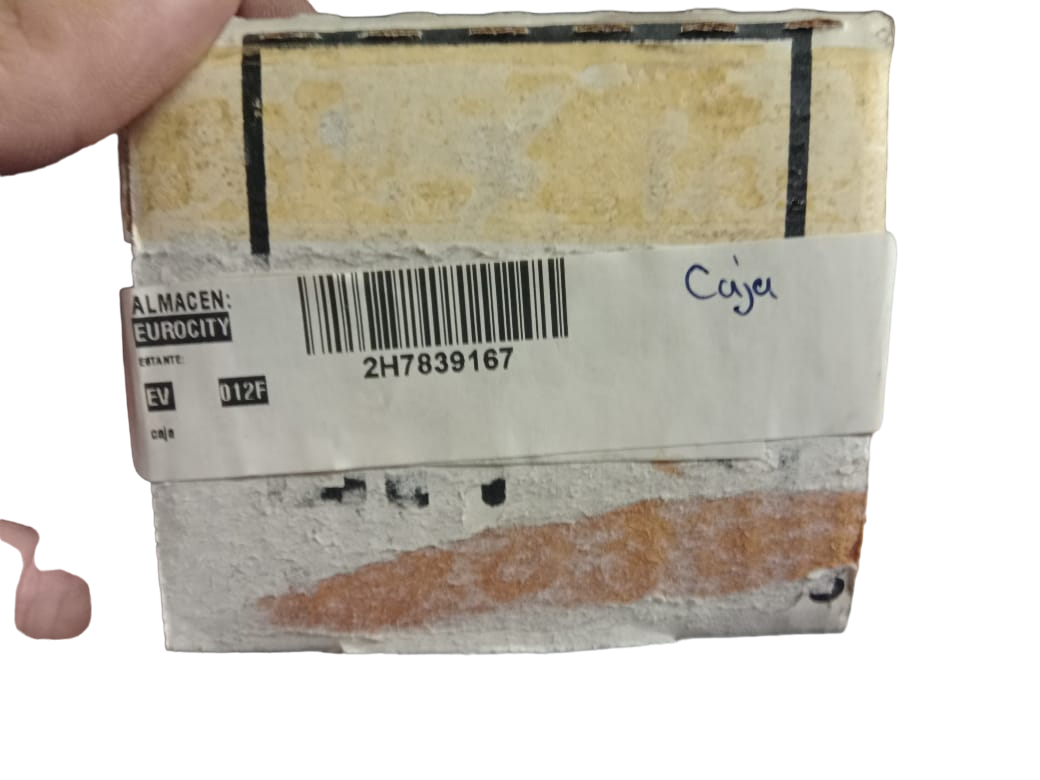 ALMACEN:
EUROCITY
ESTANTE:
EV 012F
caja
2H7839167
Caja